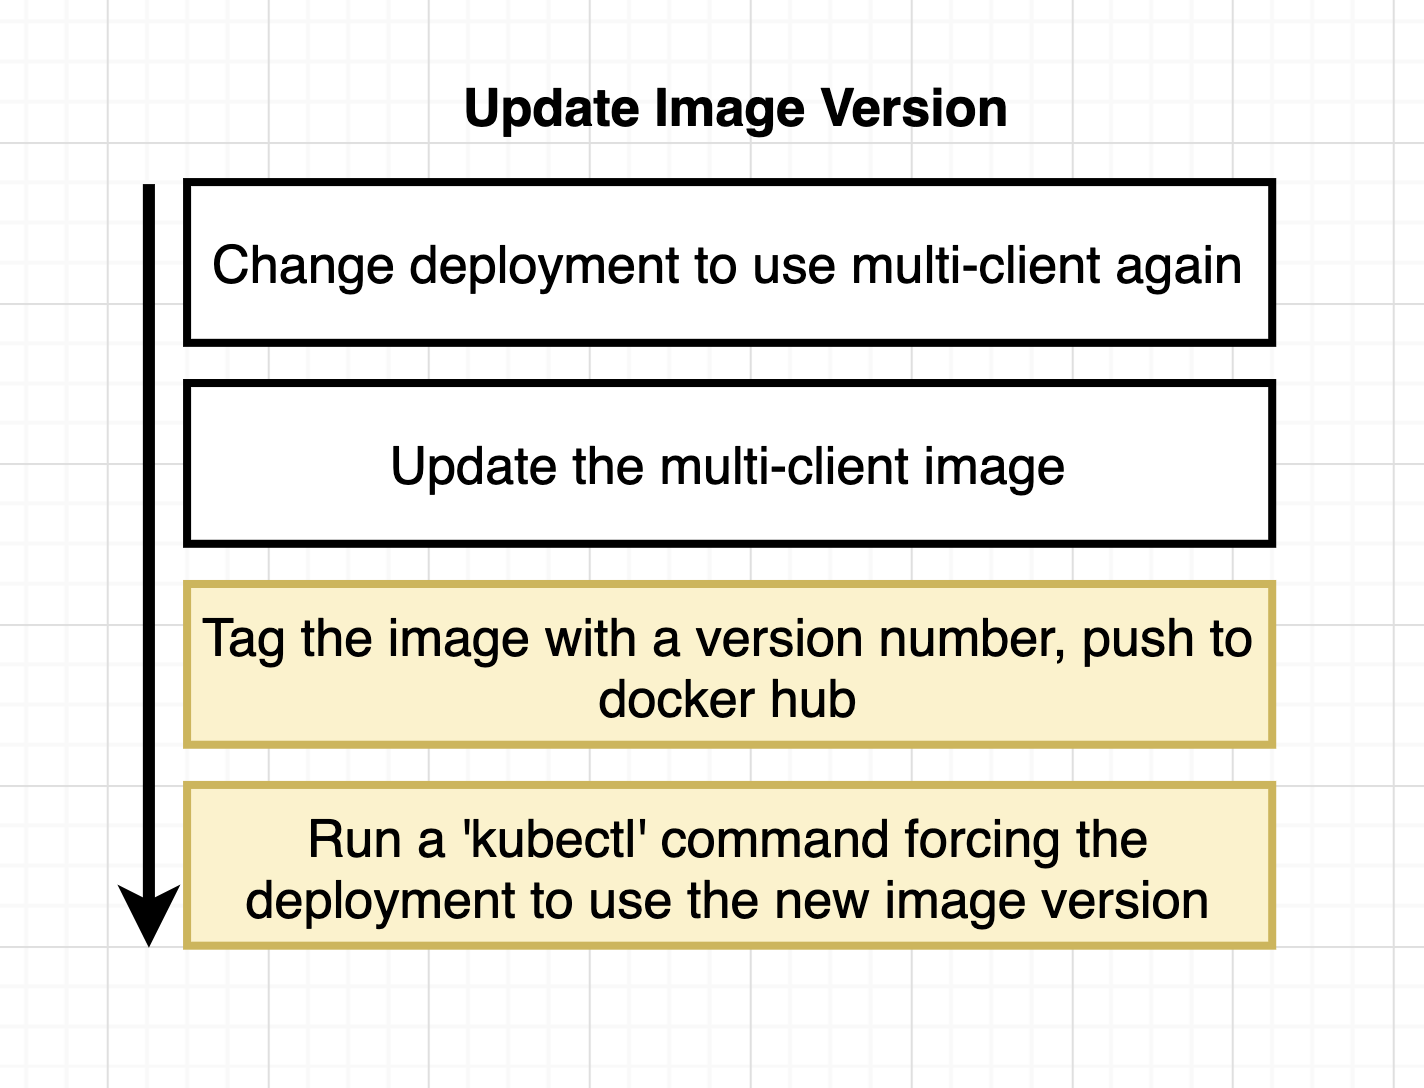 Update Image Version
Change deployment to use multi-client again
Update the multi-client image
Tag the image with a version number, push to
docker hub
Run a 'kubectl' command forcing the
deployment to use the new image version